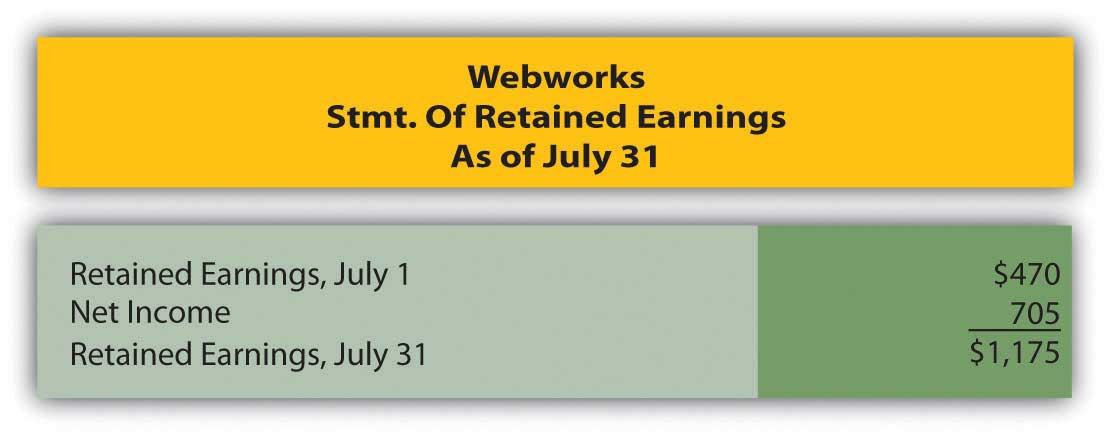 Webworks
Stmt. Of Retained Earnings
As of July 31
Retained Earnings, July 1 $470
Net Income 705
Retained Earnings, July 31 $1,175